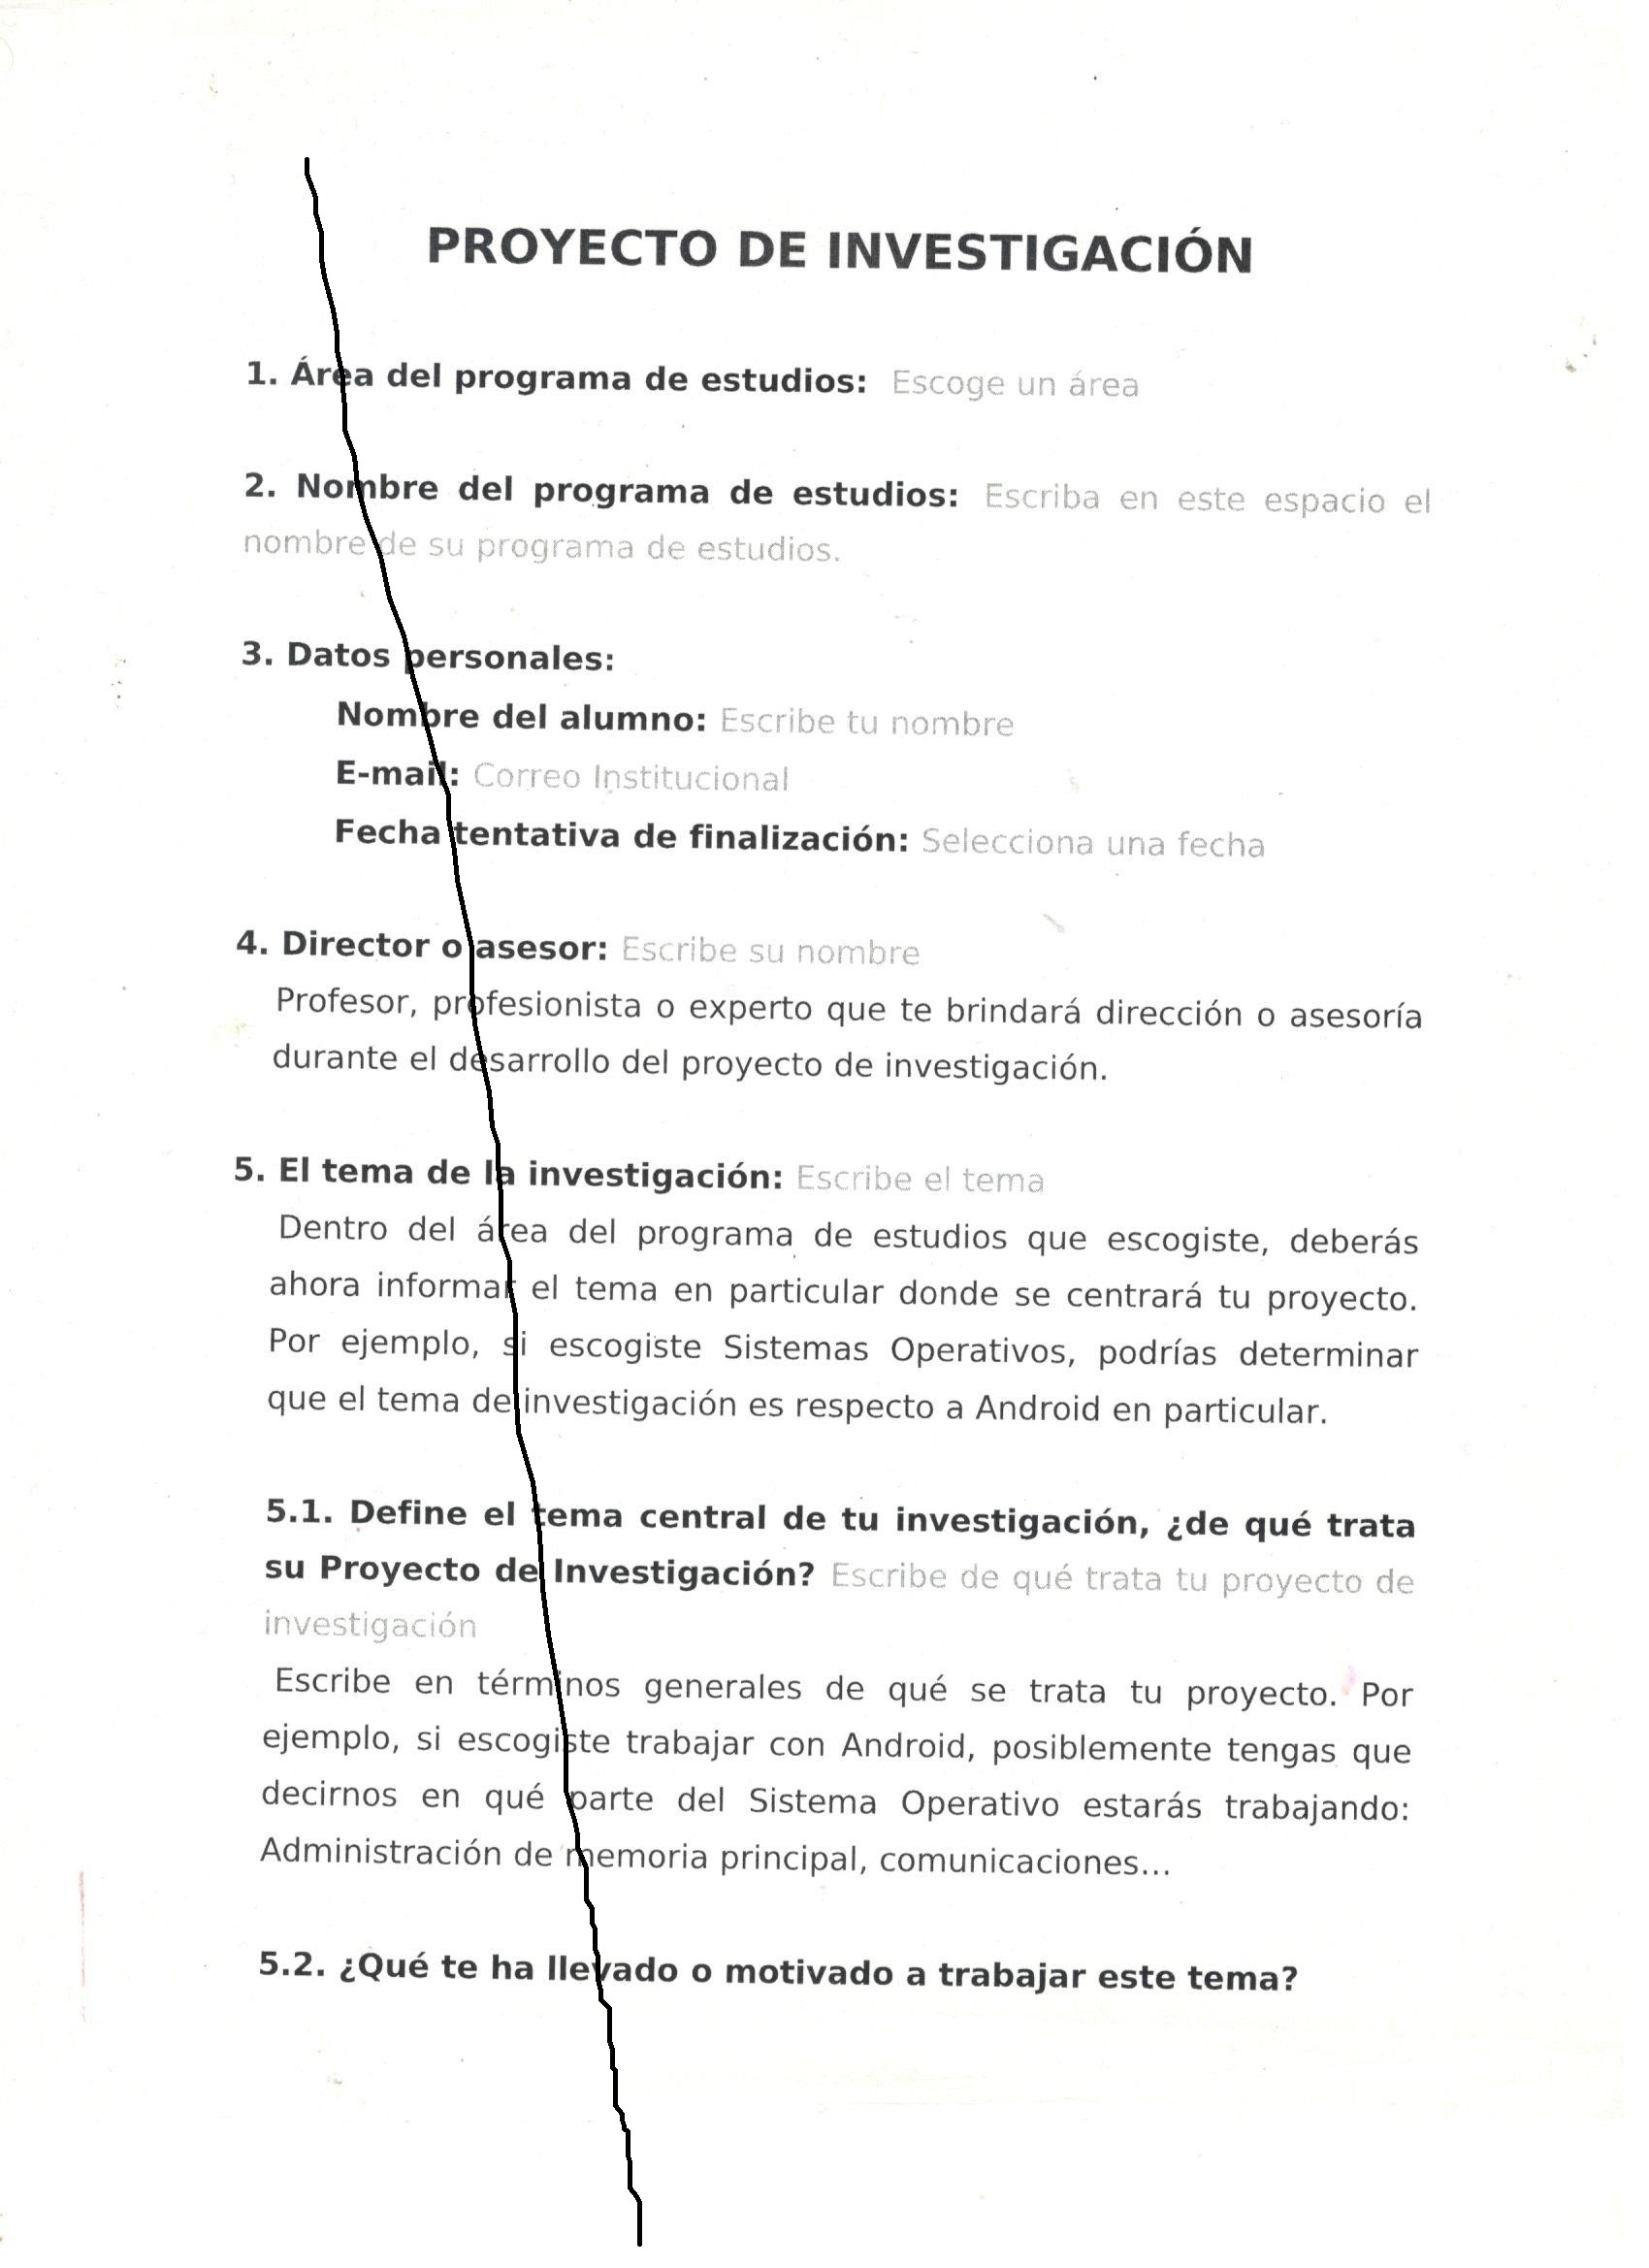 PROYECTO DE INVESTIGACIÓN
1. Área del programa de estudios: Escoge un área
2. Nombre del programa de estudios: Escriba en este espacio el
nombre de su programa de estudios.
3. Datos personales:
Nombre del alumno: Escribe tu nombre
E-mail: Correo Institucional
Fecha tentativa de finalización: Selecciona una fecha
4. Director o asesor: Escribe su nombre
Profesor, profesionista o experto que te brindará dirección o asesoría
durante el desarrollo del proyecto de investigación.
5. El tema de la investigación: Escribe el tema
Dentro del área del programa de estudios que escogiste, deberás
ahora informar el tema en particular donde se centrará tu proyecto.
Por ejemplo, si escogiste Sistemas Operativos, podrías determinar
que el tema de investigación es respecto a Android en particular.
5.1. Define el tema central de tu investigación, ¿de qué trata
su Proyecto de Investigación? Escribe de qué trata tu proyecto de
investigación
Escribe en términos generales de qué se trata tu proyecto. Por
ejemplo, si escogiste trabajar con Android, posiblemente tengas que
decirnos en qué parte del Sistema Operativo estarás trabajando:
Administración de memoria principal, comunicaciones...
5.2. ¿Qué te ha llevado o motivado a trabajar este tema?